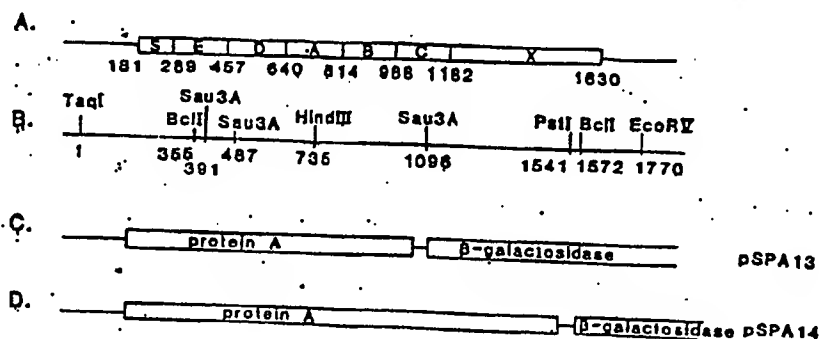 A.
S E D A B C X
181 289 457 640 814 988 1182 1630
B.
TaqI BclI Sau3A Sau3A HindIII Sau3A PstI BclI EcoRV
1 355 391 487 735 1096 1541 1572 1770
C.
protein A β-galactosidase pSPA13
D.
protein A β-galactosidase pSPA14